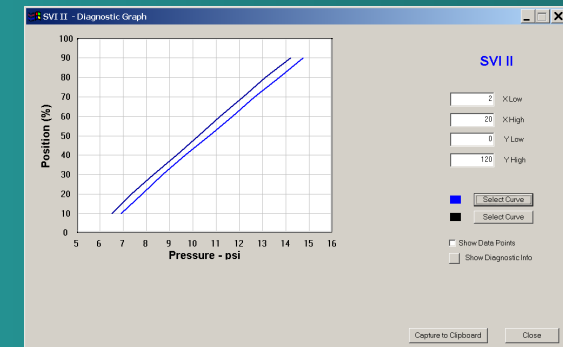 SVI II - Diagnostic Graph
100
90
80
70
60
50
40
30
20
10
0
Position (%)
5 6 7 8 9 10 11 12 13 14 15 16
Pressure - psi
SVI II
2 X Low
20 X High
0 Y Low
120 Y High
Select Curve
Select Curve
Show Data Points
Show Diagnostic Info
Capture to Clipboard Close